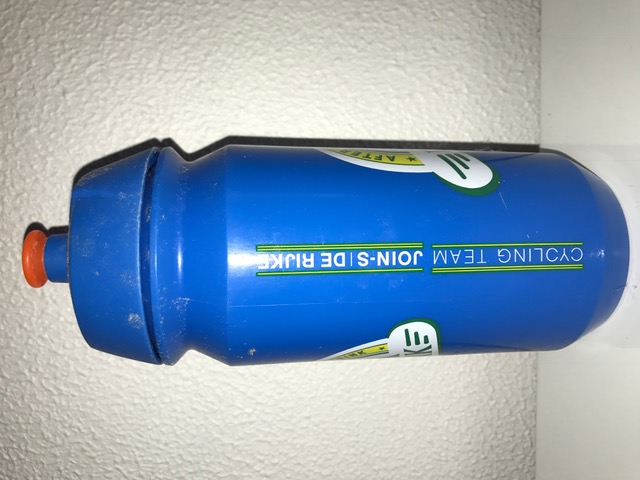 CYCLING TEAM JOIN-S|DE RIJKE